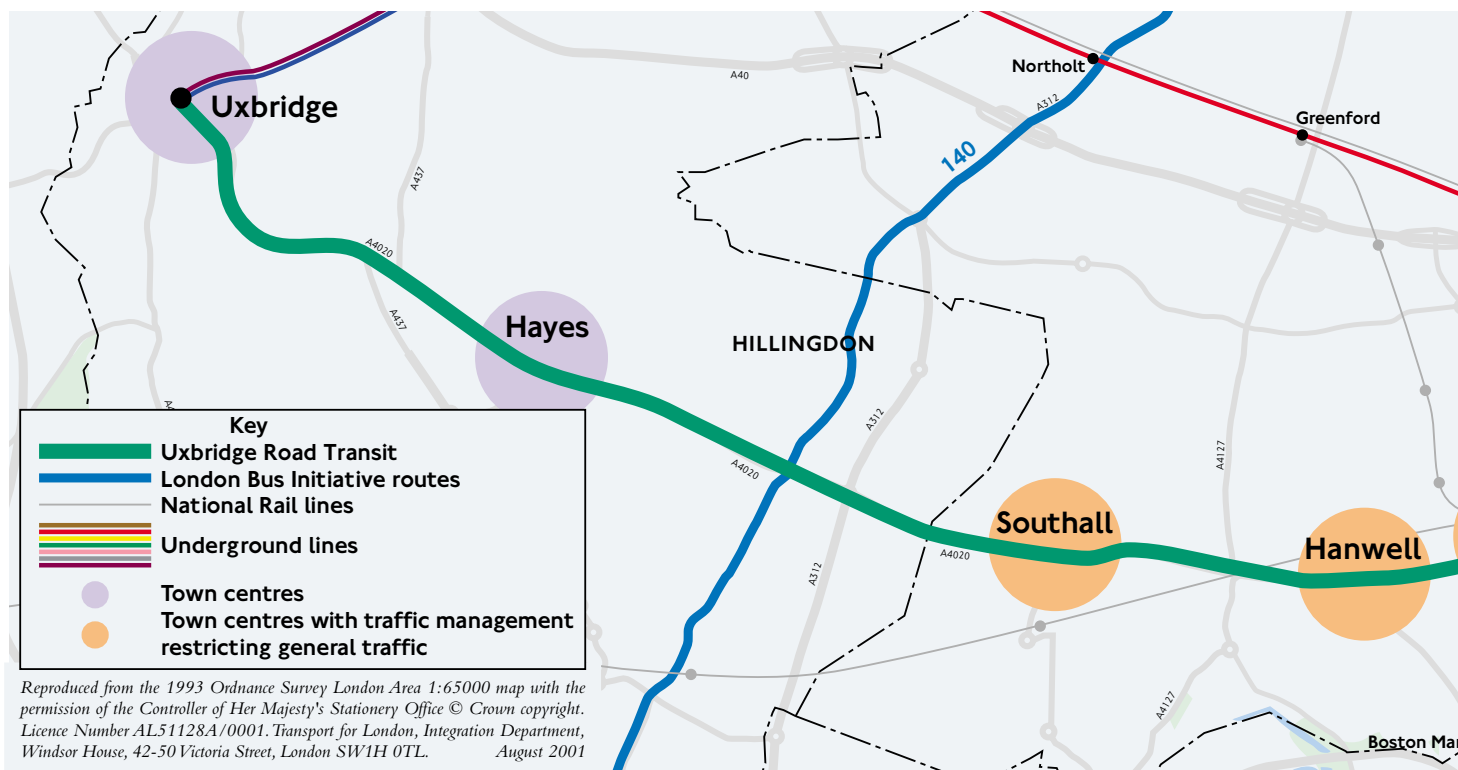 Northolt
A40
A312
Greenford
Uxbridge
140
A437
A4020
Hayes
A437
HILLINGDON
A312
A4127
A4020
Southall
A4020
Hanwell
A312
A4127
Boston
Key
Uxbridge Road Transit
London Bus Initiative routes
National Rail lines
Underground lines
Town centres
Town centres with traffic management
restricting general traffic
Reproduced from the 1993 Ordnance Survey London Area 1:65000 map with the
permission of the Controller of Her Majesty's Stationery Office © Crown copyright.
Licence Number AL51128A/0001. Transport for London, Integration Department,
Windsor House, 42-50 Victoria Street, London SW1H 0TL. August 2001